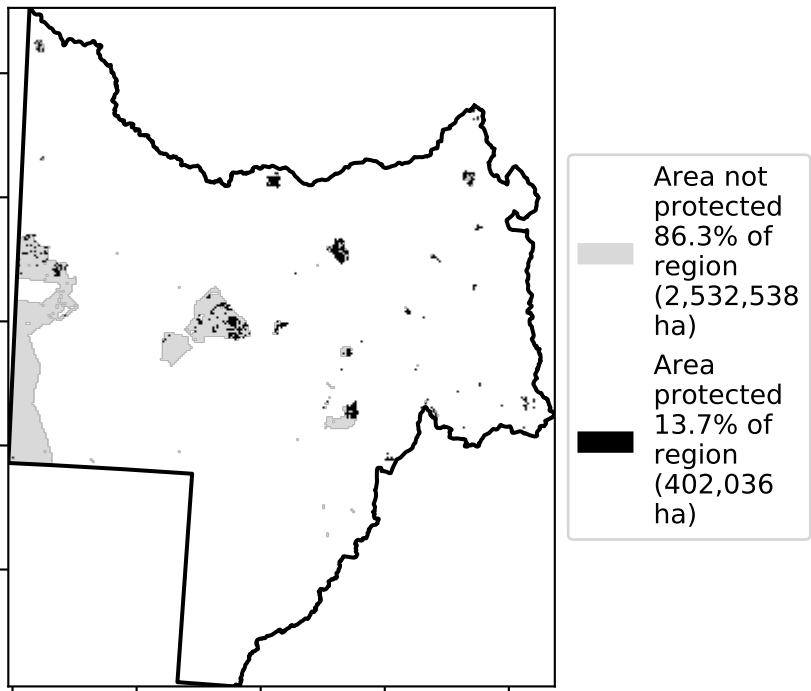 Area not
protected
86.3% of
region
(2,532,538
ha)
Area
protected
13.7% of
region
(402,036
ha)